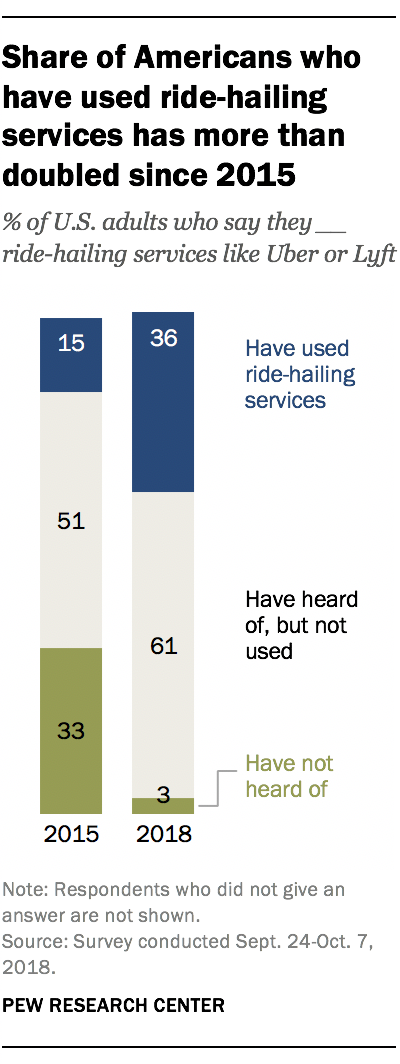 Share of Americans who
have used ride-hailing
services has more than
doubled since 2015
% of U.S. adults who say they __
ride-hailing services like Uber or Lyft
15
36
Have used
ride-hailing
services
51
61
Have heard
of, but not
used
33
3
Have not
heard of
2015
2018
Note: Respondents who did not give an
answer are not shown.
Source: Survey conducted Sept. 24-Oct. 7,
2018.
PEW RESEARCH CENTER